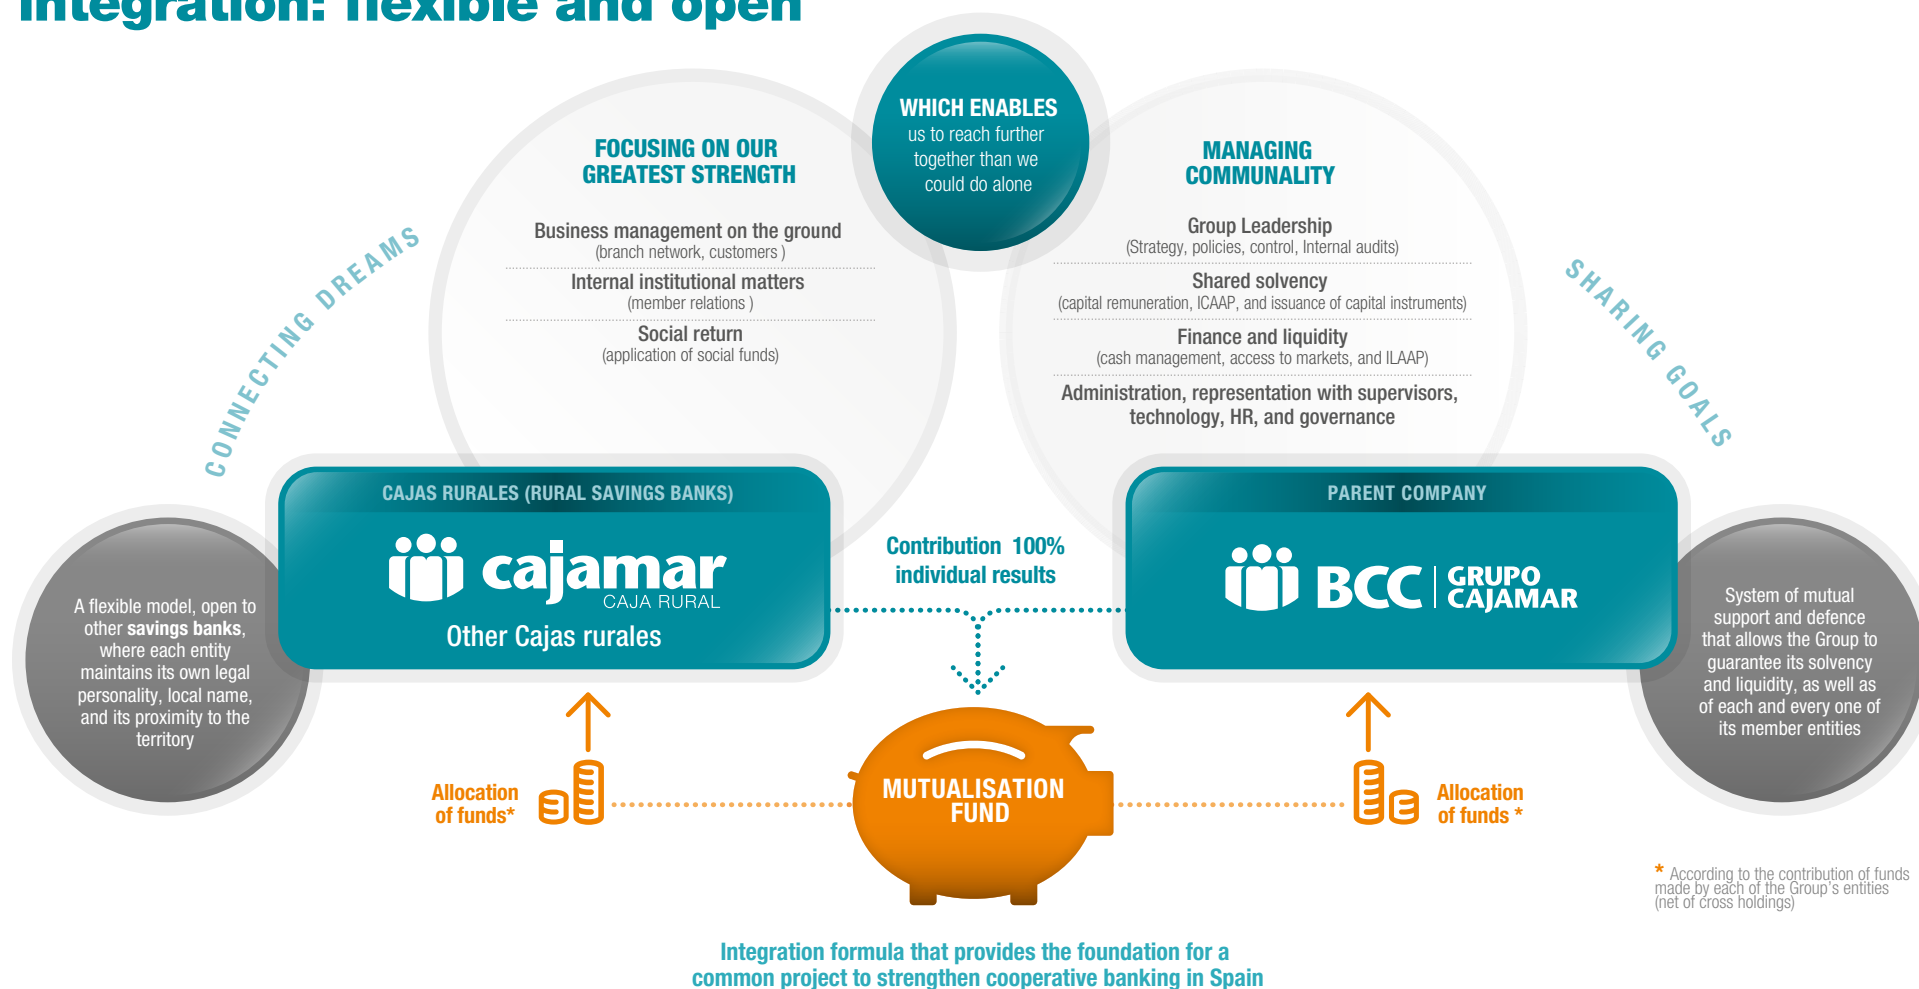 Integration: flexible and open
WHICH ENABLES
us to reach further
together than we
could do alone
FOCUSING ON OUR
GREATEST STRENGTH
Business management on the ground
(branch network, customers )
Internal institutional matters
(member relations )
Social return
(application of social funds)
MANAGING
COMMUNALITY
Group Leadership
(Strategy, policies, control, Internal audits)
Shared solvency
(capital remuneration, ICAAP, and issuance of capital instruments)
Finance and liquidity
(cash management, access to markets, and ILAAP)
Administration, representation with supervisors,
technology, HR, and governance
CONNECTING DREAMS
SHARING GOALS
CAJAS RURALES (RURAL SAVINGS BANKS)
cajamar
CAJA RURAL
Other Cajas rurales
PARENT COMPANY
BCC
GRUPO
CAJAMAR
Contribution 100%
individual results
A flexible model, open to
other savings banks,
where each entity
maintains its own legal
personality, local name,
and its proximity to the
territory
System of mutual
support and defence
that allows the Group to
guarantee its solvency
and liquidity, as well as
of each and every one of
its member entities
Allocation
of funds*
MUTUALISATION
FUND
Allocation
of funds *
* According to the contribution of funds
made by each of the Group's entities
(net of cross holdings)
Integration formula that provides the foundation for a
common project to strengthen cooperative banking in Spain